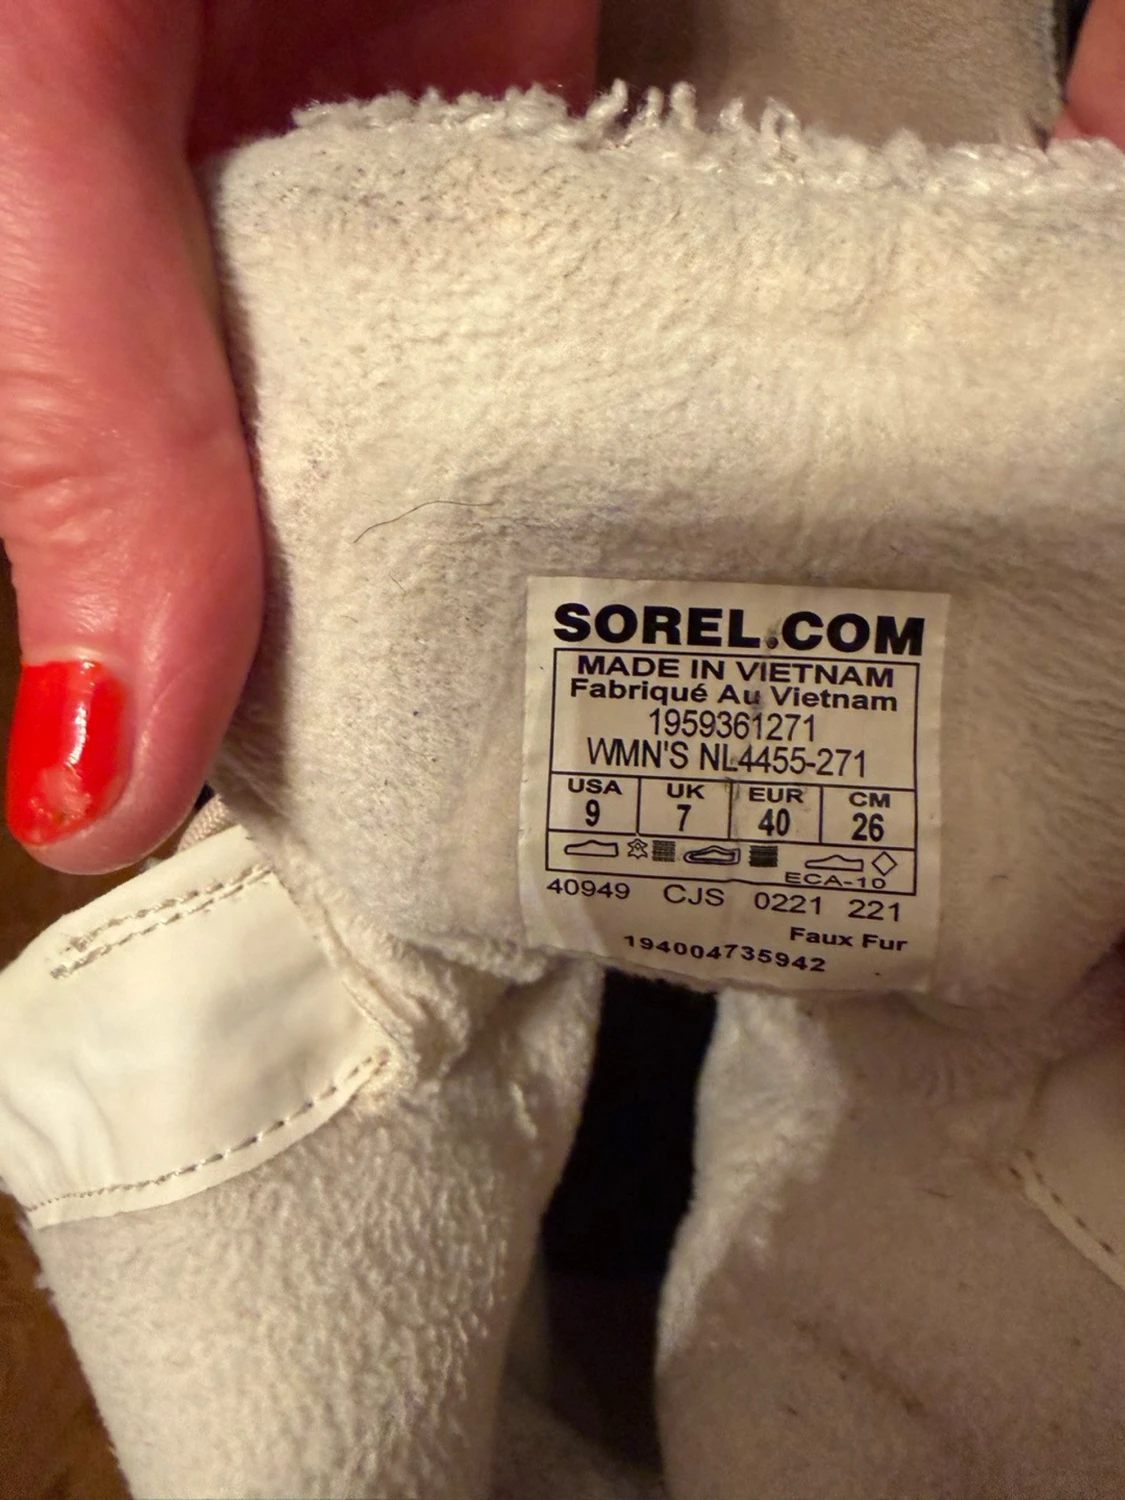 SOREL.COM
MADE IN VIETNAM
Fabriqué Au Vietnam
1959361271
WMN'S NL4455-271
USA UK EUR CM
9 7 40 26
ECA-10
40949 CJS 0221 221
Faux Fur
194004735942